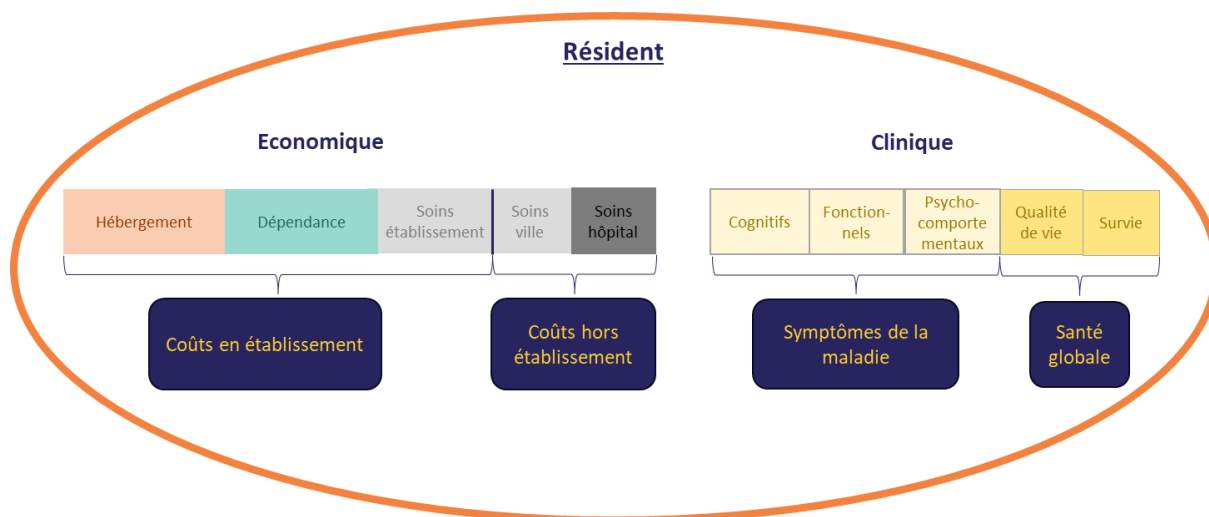 Résident
Economique
Clinique
Hébergement
Dépendance
Soins
établissement
Soins
ville
Soins
hôpital
Cognitifs
Fonction-
nels
Psycho-
comporte
mentaux
Qualité
de vie
Survie
Coûts en établissement
Coûts hors
établissement
Symptômes de la
maladie
Santé
globale